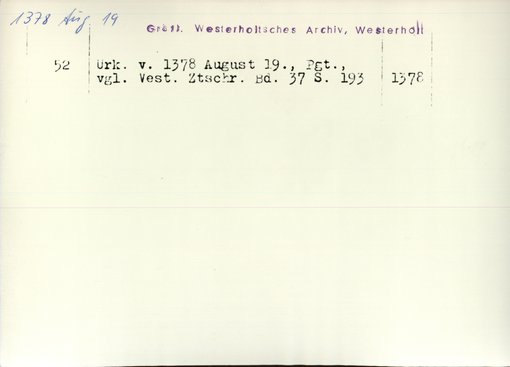 1378 Aug. 19
Gräfl. Westerholtsches Archiv, Westerholt
52 Urk. v. 1378 August 19., Pgt.,
vgl. West. Ztschr. Bd. 37 S. 193 1378